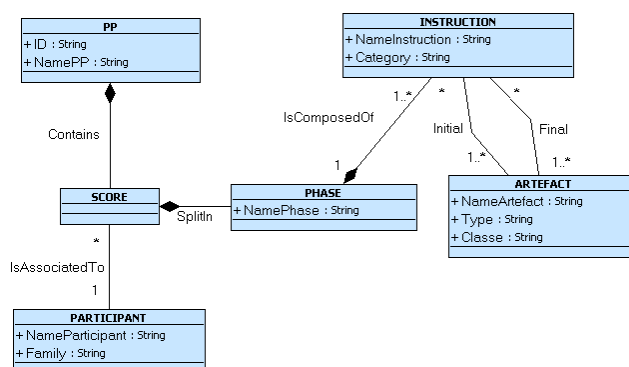 PP
+ ID : String
+ NamePP : String
INSTRUCTION
+ NameInstruction : String
+ Category : String
1..*
*
*
IsComposedOf
Initial
Final
Contains
1
1..*
1..*
SCORE
SplitIn
PHASE
+ NamePhase : String
ARTEFACT
+ NameArtefact : String
+ Type : String
+ Classe : String
*
IsAssociatedTo
1
PARTICIPANT
+ NameParticipant : String
+ Family : String